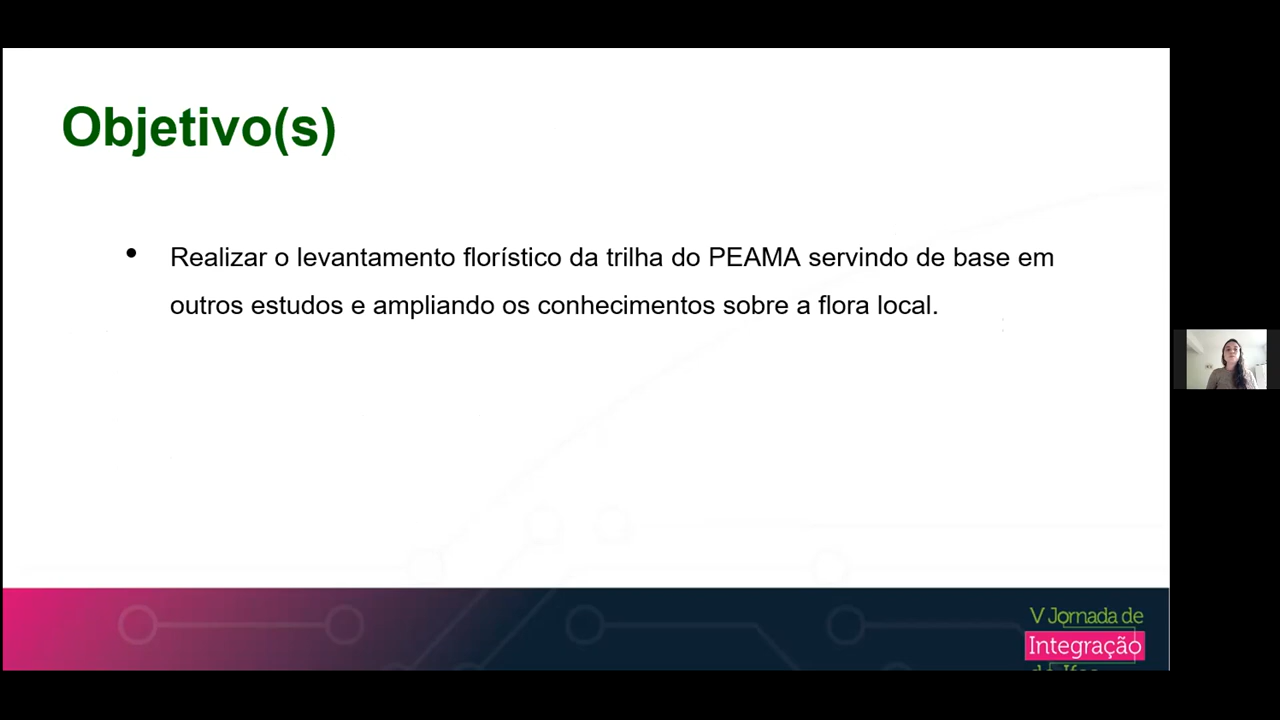 Objetivo(s)
• Realizar o levantamento florístico da trilha do PEAMA servindo de base em
outros estudos e ampliando os conhecimentos sobre a flora local.
V Jornada de
Integração